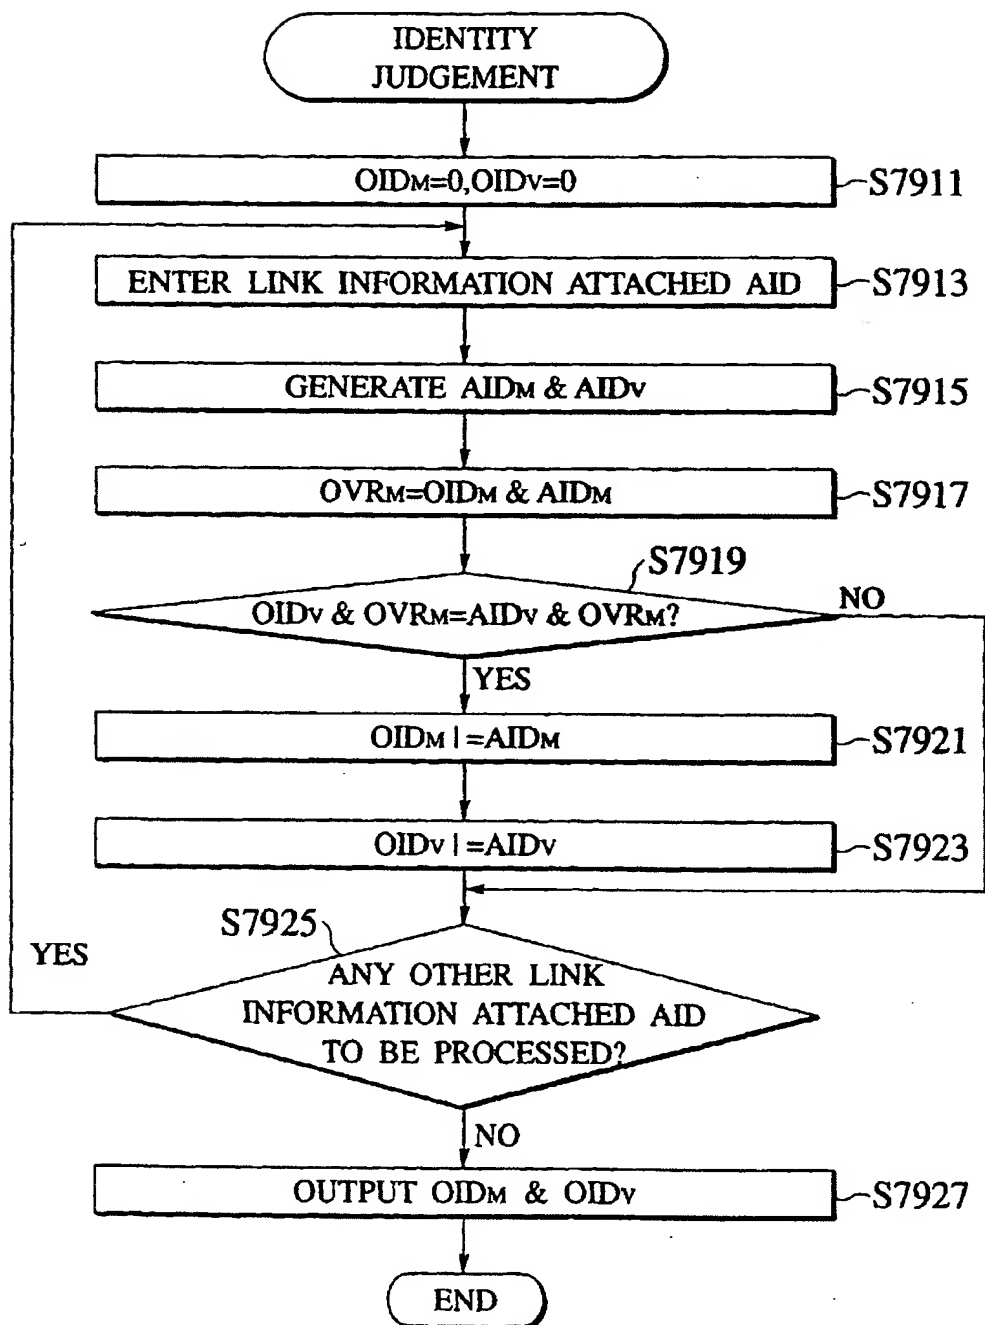 IDENTITY
JUDGEMENT
OIDM=0,OIDV=0
S7911
ENTER LINK INFORMATION ATTACHED AID
S7913
GENERATE AIDM & AIDV
S7915
OVRM=OIDM & AIDM
S7917
S7919
OIDV & OVRM=AIDV & OVRM?
NO
YES
OIDM |=AIDM
S7921
OIDV |=AIDV
S7923
S7925
YES
ANY OTHER LINK
INFORMATION ATTACHED AID
TO BE PROCESSED?
NO
OUTPUT OIDM & OIDV
S7927
END